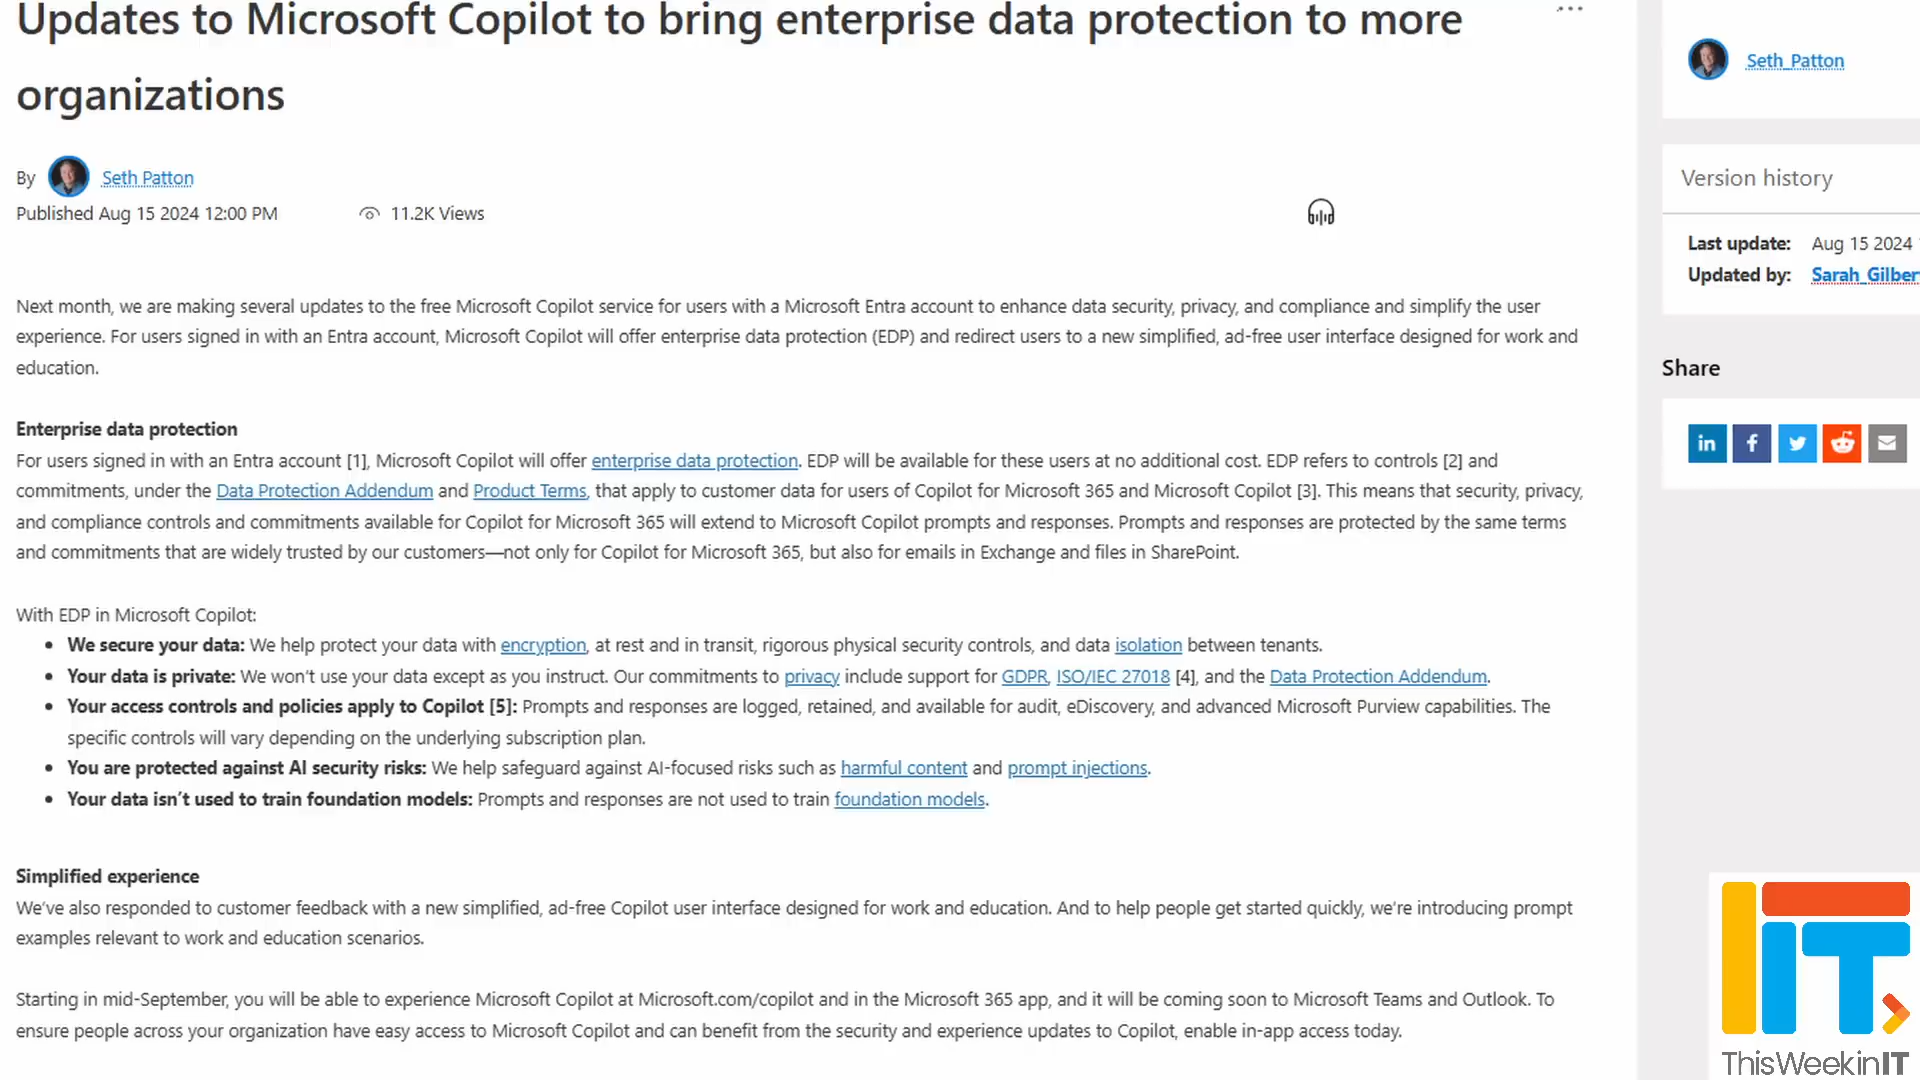 Updates to Microsoft Copilot to bring enterprise data protection to more
organizations
By Seth Patton
Published Aug 15 2024 12:00 PM 11.2K Views
Next month, we are making several updates to the free Microsoft Copilot service for users with a Microsoft Entra account to enhance data security, privacy, and compliance and simplify the user
experience. For users signed in with an Entra account, Microsoft Copilot will offer enterprise data protection (EDP) and redirect users to a new simplified, ad-free user interface designed for work and
education.
Enterprise data protection
For users signed in with an Entra account [1], Microsoft Copilot will offer enterprise data protection. EDP will be available for these users at no additional cost. EDP refers to controls [2] and
commitments, under the Data Protection Addendum and Product Terms, that apply to customer data for users of Copilot for Microsoft 365 and Microsoft Copilot [3]. This means that security, privacy,
and compliance controls and commitments available for Copilot for Microsoft 365 will extend to Microsoft Copilot prompts and responses. Prompts and responses are protected by the same terms
and commitments that are widely trusted by our customers—not only for Copilot for Microsoft 365, but also for emails in Exchange and files in SharePoint.
With EDP in Microsoft Copilot:
• We secure your data: We help protect your data with encryption, at rest and in transit, rigorous physical security controls, and data isolation between tenants.
• Your data is private: We won't use your data except as you instruct. Our commitments to privacy include support for GDPR, ISO/IEC 27018 [4], and the Data Protection Addendum.
• Your access controls and policies apply to Copilot [5]: Prompts and responses are logged, retained, and available for audit, eDiscovery, and advanced Microsoft Purview capabilities. The
specific controls will vary depending on the underlying subscription plan.
• You are protected against AI security risks: We help safeguard against AI-focused risks such as harmful content and prompt injections.
• Your data isn't used to train foundation models: Prompts and responses are not used to train foundation models.
Simplified experience
We've also responded to customer feedback with a new simplified, ad-free Copilot user interface designed for work and education. And to help people get started quickly, we're introducing prompt
examples relevant to work and education scenarios.
Starting in mid-September, you will be able to experience Microsoft Copilot at Microsoft.com/copilot and in the Microsoft 365 app, and it will be coming soon to Microsoft Teams and Outlook. To
ensure people across your organization have easy access to Microsoft Copilot and can benefit from the security and experience updates to Copilot, enable in-app access today.
Seth_Patton
Version history
Last update: Aug 15 2024
Updated by: Sarah_Gilber
Share
in f
IT
ThisWeekinIT